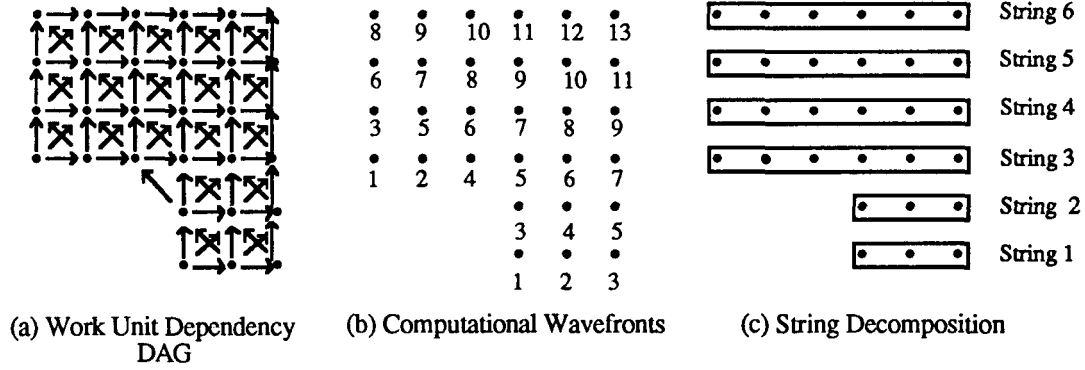 8 9 10 11 12 13
6 7 8 9 10 11
3 5 6 7 8 9
1 2 4 5 6 7
3 4 5
1 2 3
String 6
String 5
String 4
String 3
String 2
String 1
(a) Work Unit Dependency
DAG
(b) Computational Wavefronts
(c) String Decomposition